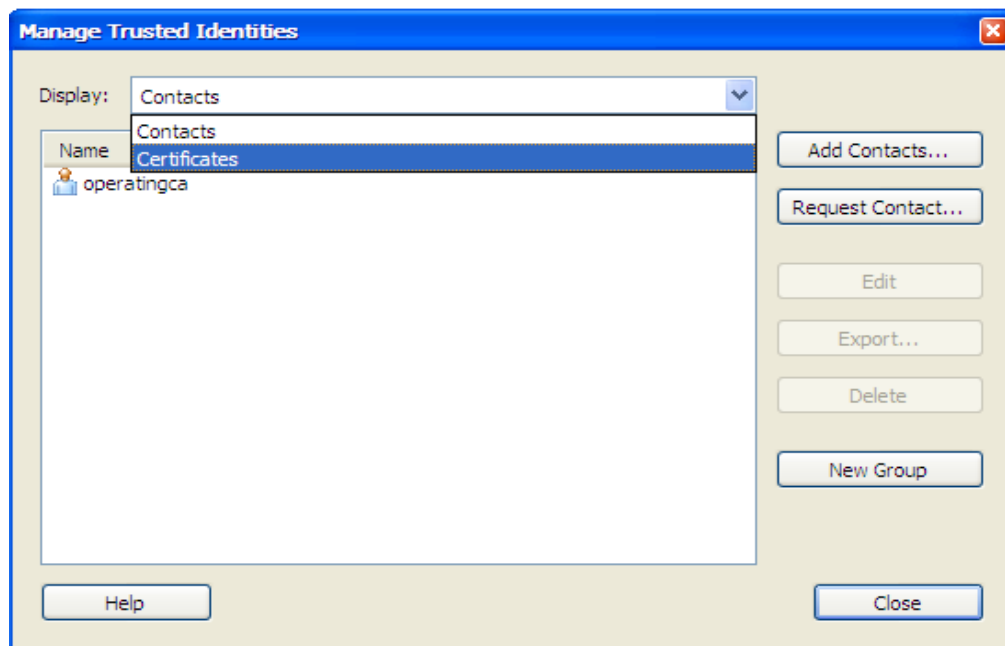 Manage Trusted Identities
Display: Contacts
Contacts
Name
Certificates
operatingca
Add Contacts...
Request Contact...
Edit
Export...
Delete
New Group
Help
Close